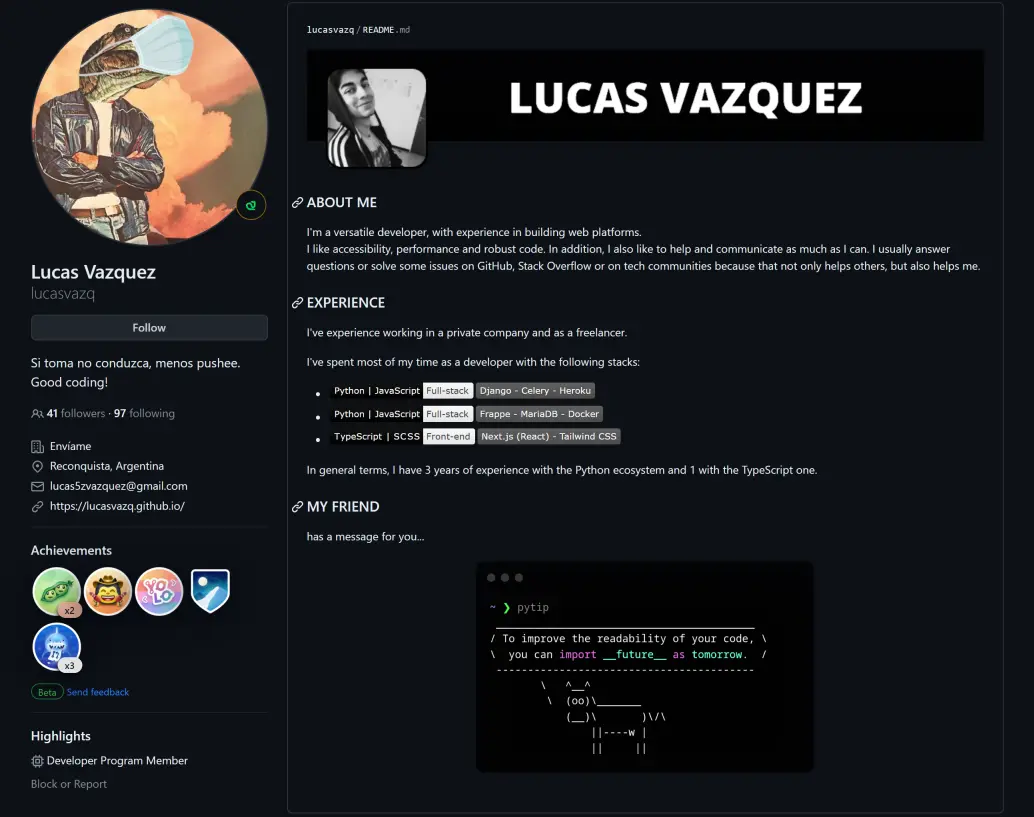 Lucas Vazquez
lucasvazq
Follow
Si toma no conduzca, menos pushee.
Good coding!
41 followers · 97 following
Envíame
Reconquista, Argentina
lucas5zvazquez@gmail.com
https://lucasvazq.github.io/
Achievements
x2
YOLO
x3
Beta Send feedback
Highlights
Developer Program Member
Block or Report
lucasvazq/README.md
LUCAS VAZQUEZ
ABOUT ME
I'm a versatile developer, with experience in building web platforms.
I like accessibility, performance and robust code. In addition, I also like to help and communicate as much as I can. I usually answer
questions or solve some issues on GitHub, Stack Overflow or on tech communities because that not only helps others, but also helps me.
EXPERIENCE
I've experience working in a private company and as a freelancer.
I've spent most of my time as a developer with the following stacks:
Python | JavaScript Full-stack Django - Celery - Heroku
Python | JavaScript Full-stack Frappe - MariaDB - Docker
TypeScript | SCSS Front-end Next.js (React) - Tailwind CSS
In general terms, I have 3 years of experience with the Python ecosystem and 1 with the TypeScript one.
MY FRIEND
has a message for you...
~ ❯ pytip
 _________________________________________
/ To improve the readability of your code, \
\  you can import __future__ as tomorrow.  /
 -----------------------------------------
        \   ^__^
         \  (oo)\_______
            (__)\       )\/\
                ||----w |
                ||     ||